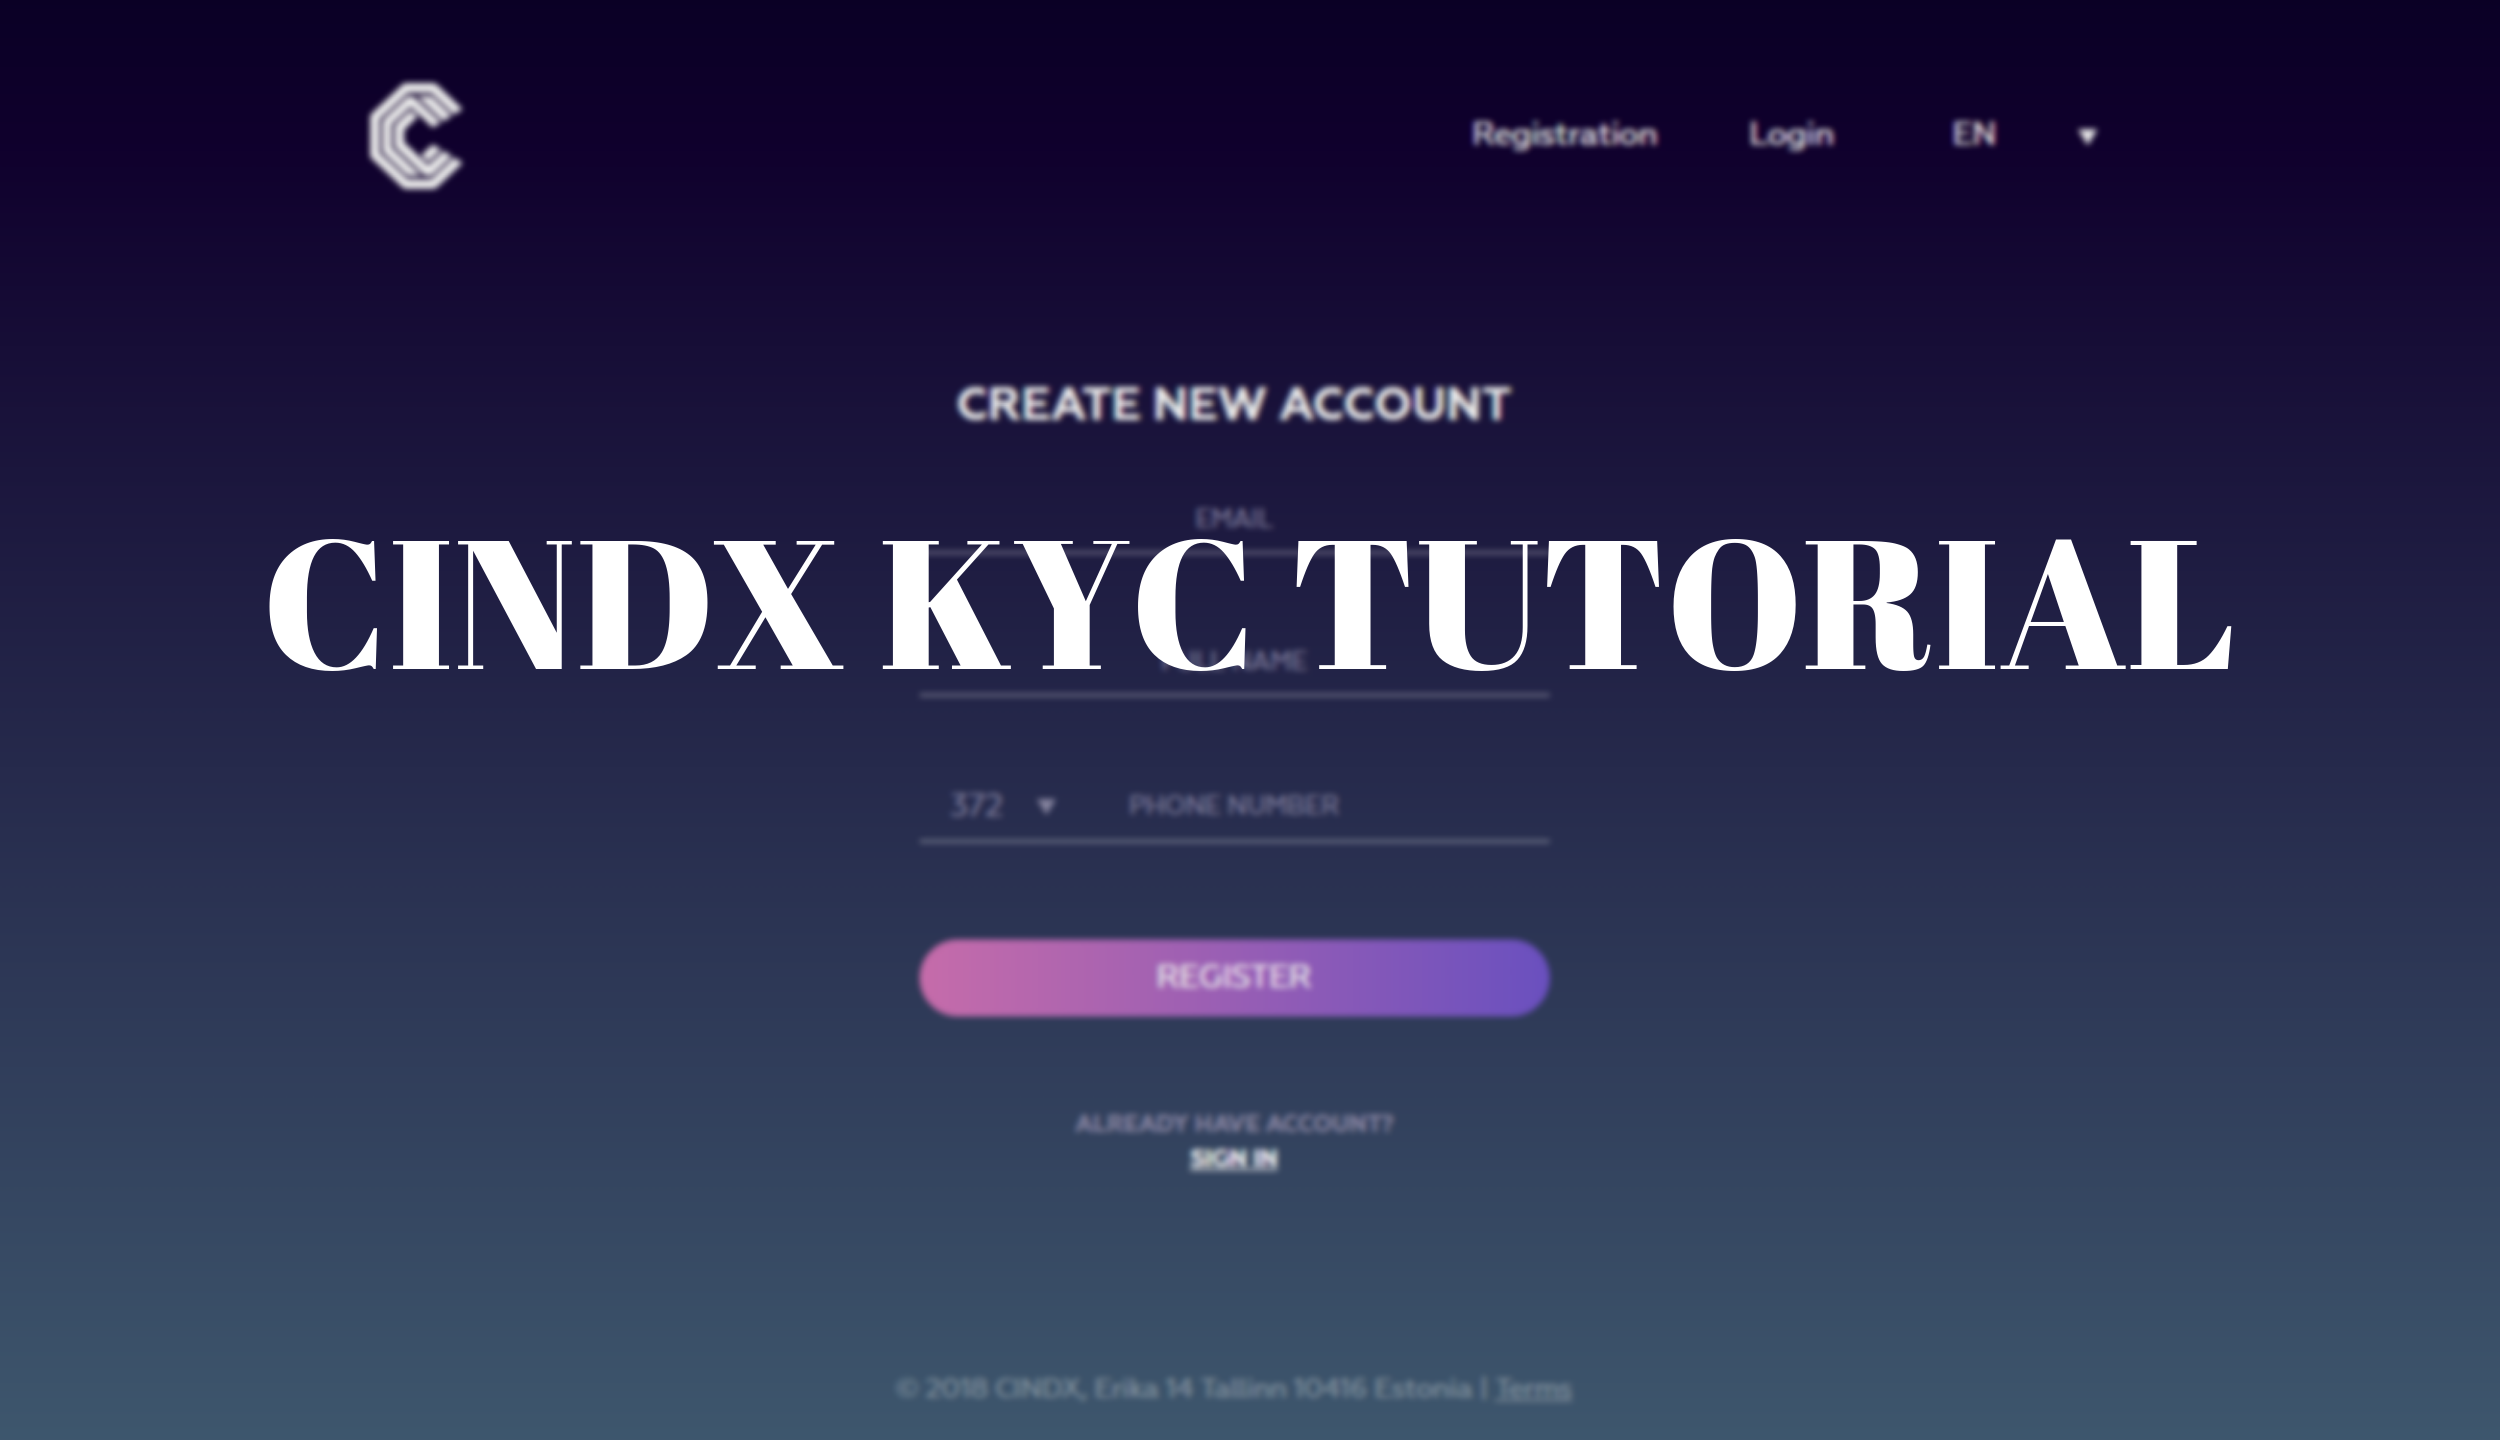 Registration Login EN
CREATE NEW ACCOUNT
EMAIL
CINDX KYC TUTORIAL
NAME
372 PHONE NUMBER
REGISTER
ALREADY HAVE ACCOUNT?
SIGN IN
© 2018 CINDX, Erika 14 Tallinn 10416 Estonia | Terms